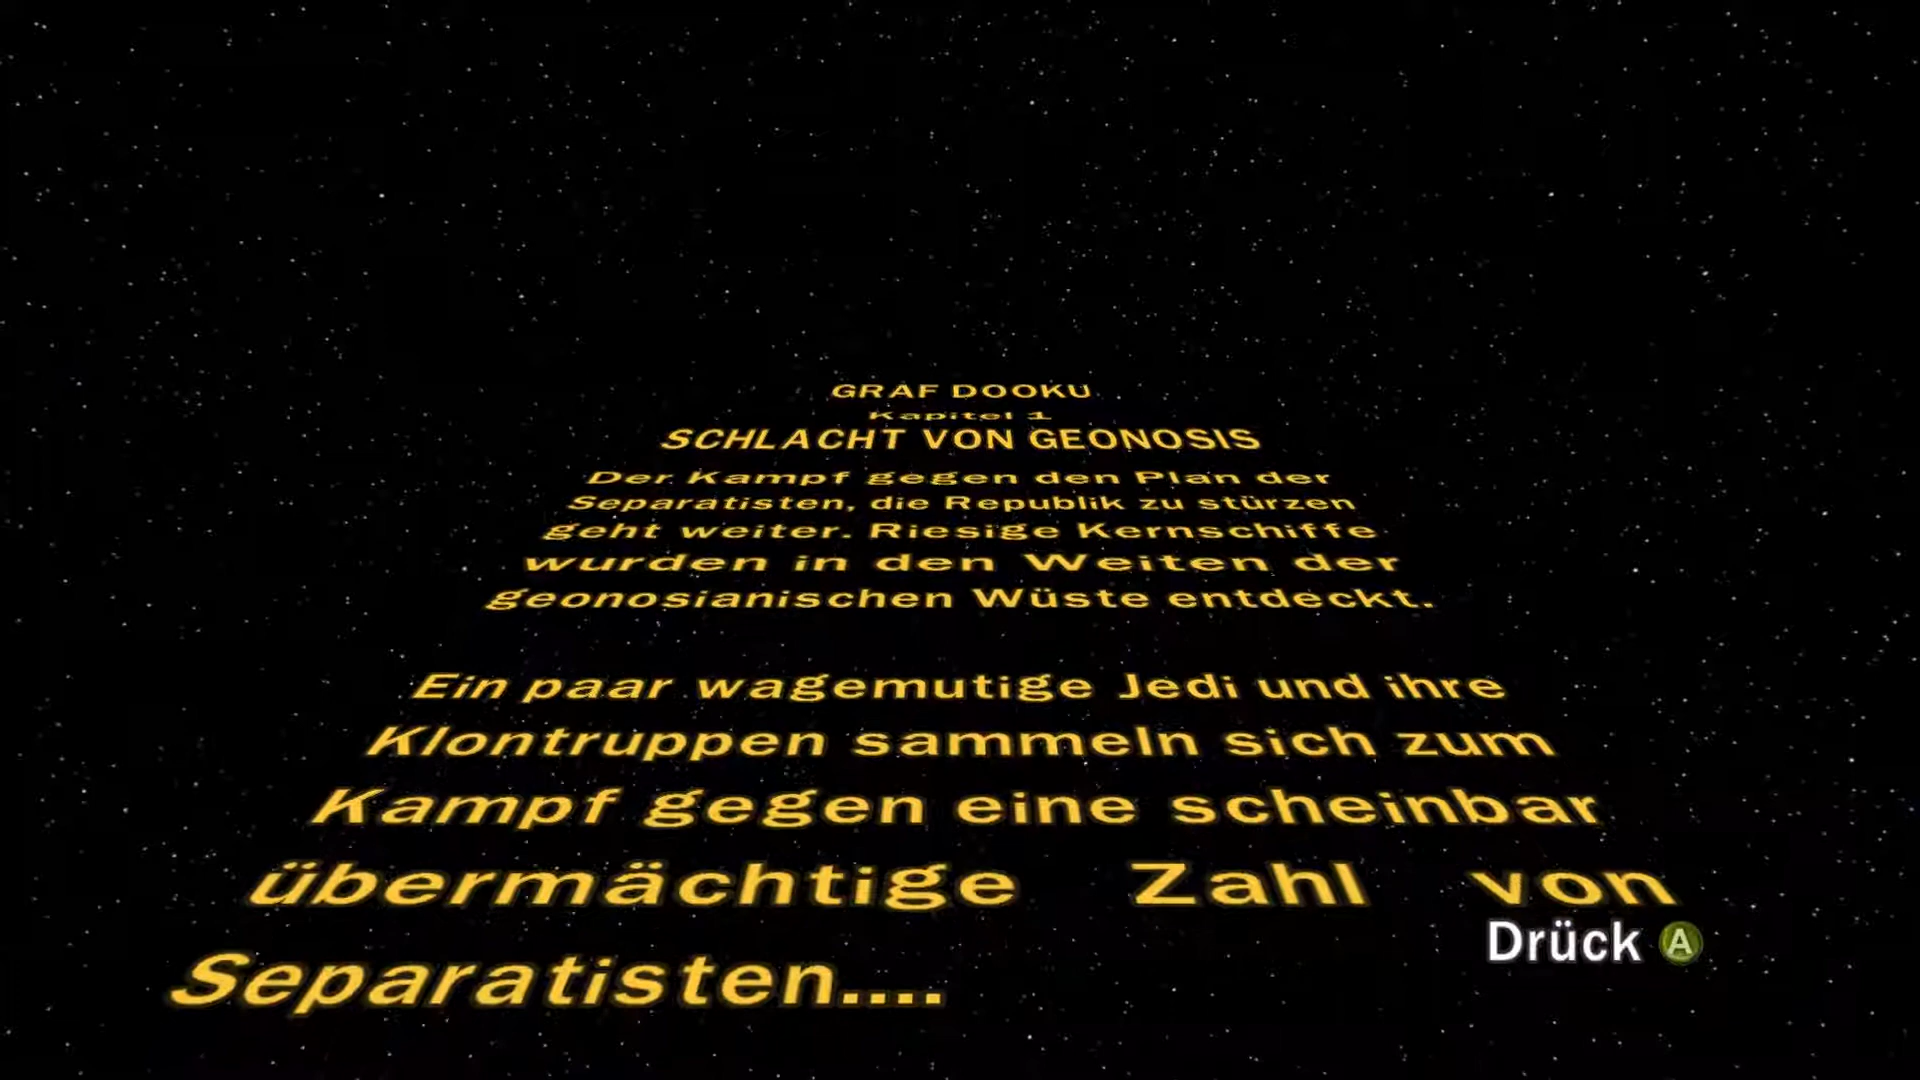 GRAF DOOKU
Kapitel 1
SCHLACHT VON GEONOSIS
Der Kampf gegen den Plan der
Separatisten, die Republik zu stürzen
geht weiter. Riesige Kernschiffe
wurden in den Weiten der
geonosianischen Wüste entdeckt.
Ein paar wagemutige Jedi und ihre
Klontruppen sammeln sich zum
Kampf gegen eine scheinbar
übermächtige Zahl von
Separatisten....
Drück A